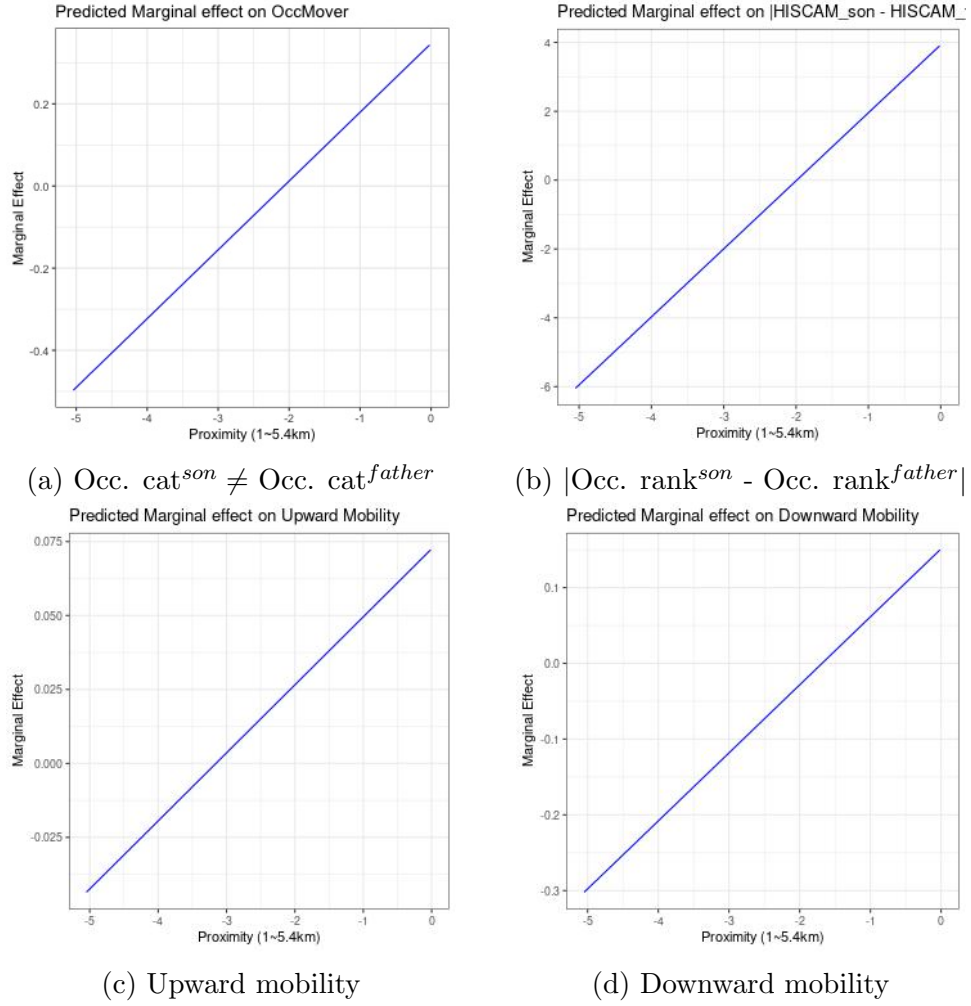 Predicted Marginal effect on OccMover
0.2
0.0
-0.2
-0.4
Marginal Effect
-5 -4 -3 -2 -1 0
Proximity (1~5.4km)
(a) Occ. cat^son ≠ Occ. cat^father
Predicted Marginal effect on |HISCAM_son - HISCAM_
4
2
0
-2
-4
-6
Marginal Effect
-5 -4 -3 -2 -1 0
Proximity (1~5.4km)
(b) |Occ. rank^son - Occ. rank^father|
Predicted Marginal effect on Upward Mobility
0.075
0.050
0.025
0.000
-0.025
Marginal Effect
-5 -4 -3 -2 -1 0
Proximity (1~5.4km)
(c) Upward mobility
Predicted Marginal effect on Downward Mobility
0.1
0.0
-0.1
-0.2
-0.3
Marginal Effect
-5 -4 -3 -2 -1 0
Proximity (1~5.4km)
(d) Downward mobility